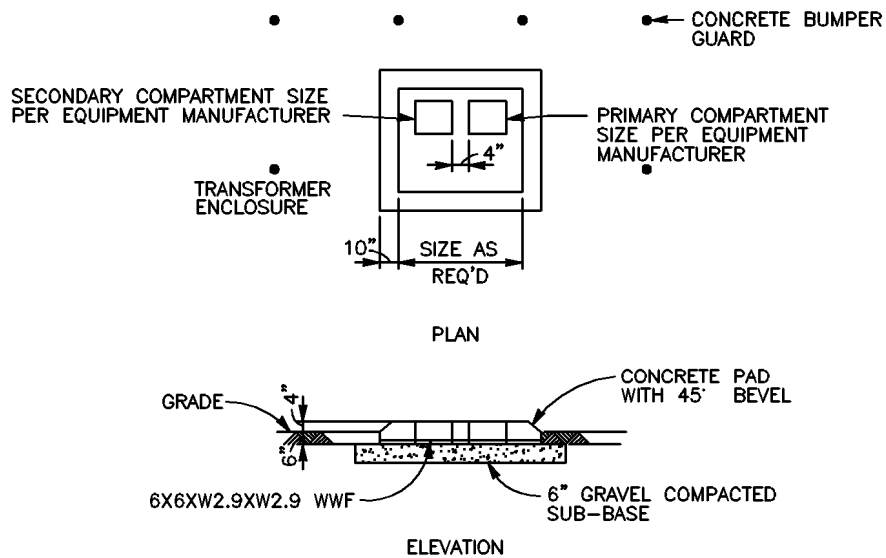 CONCRETE BUMPER
GUARD
SECONDARY COMPARTMENT SIZE
PER EQUIPMENT MANUFACTURER
PRIMARY COMPARTMENT
SIZE PER EQUIPMENT
MANUFACTURER
4"
TRANSFORMER
ENCLOSURE
10"
SIZE AS
REQ'D
PLAN
CONCRETE PAD
WITH 45° BEVEL
GRADE
4"
6"
6X6XW2.9XW2.9 WWF
6" GRAVEL COMPACTED
SUB-BASE
ELEVATION